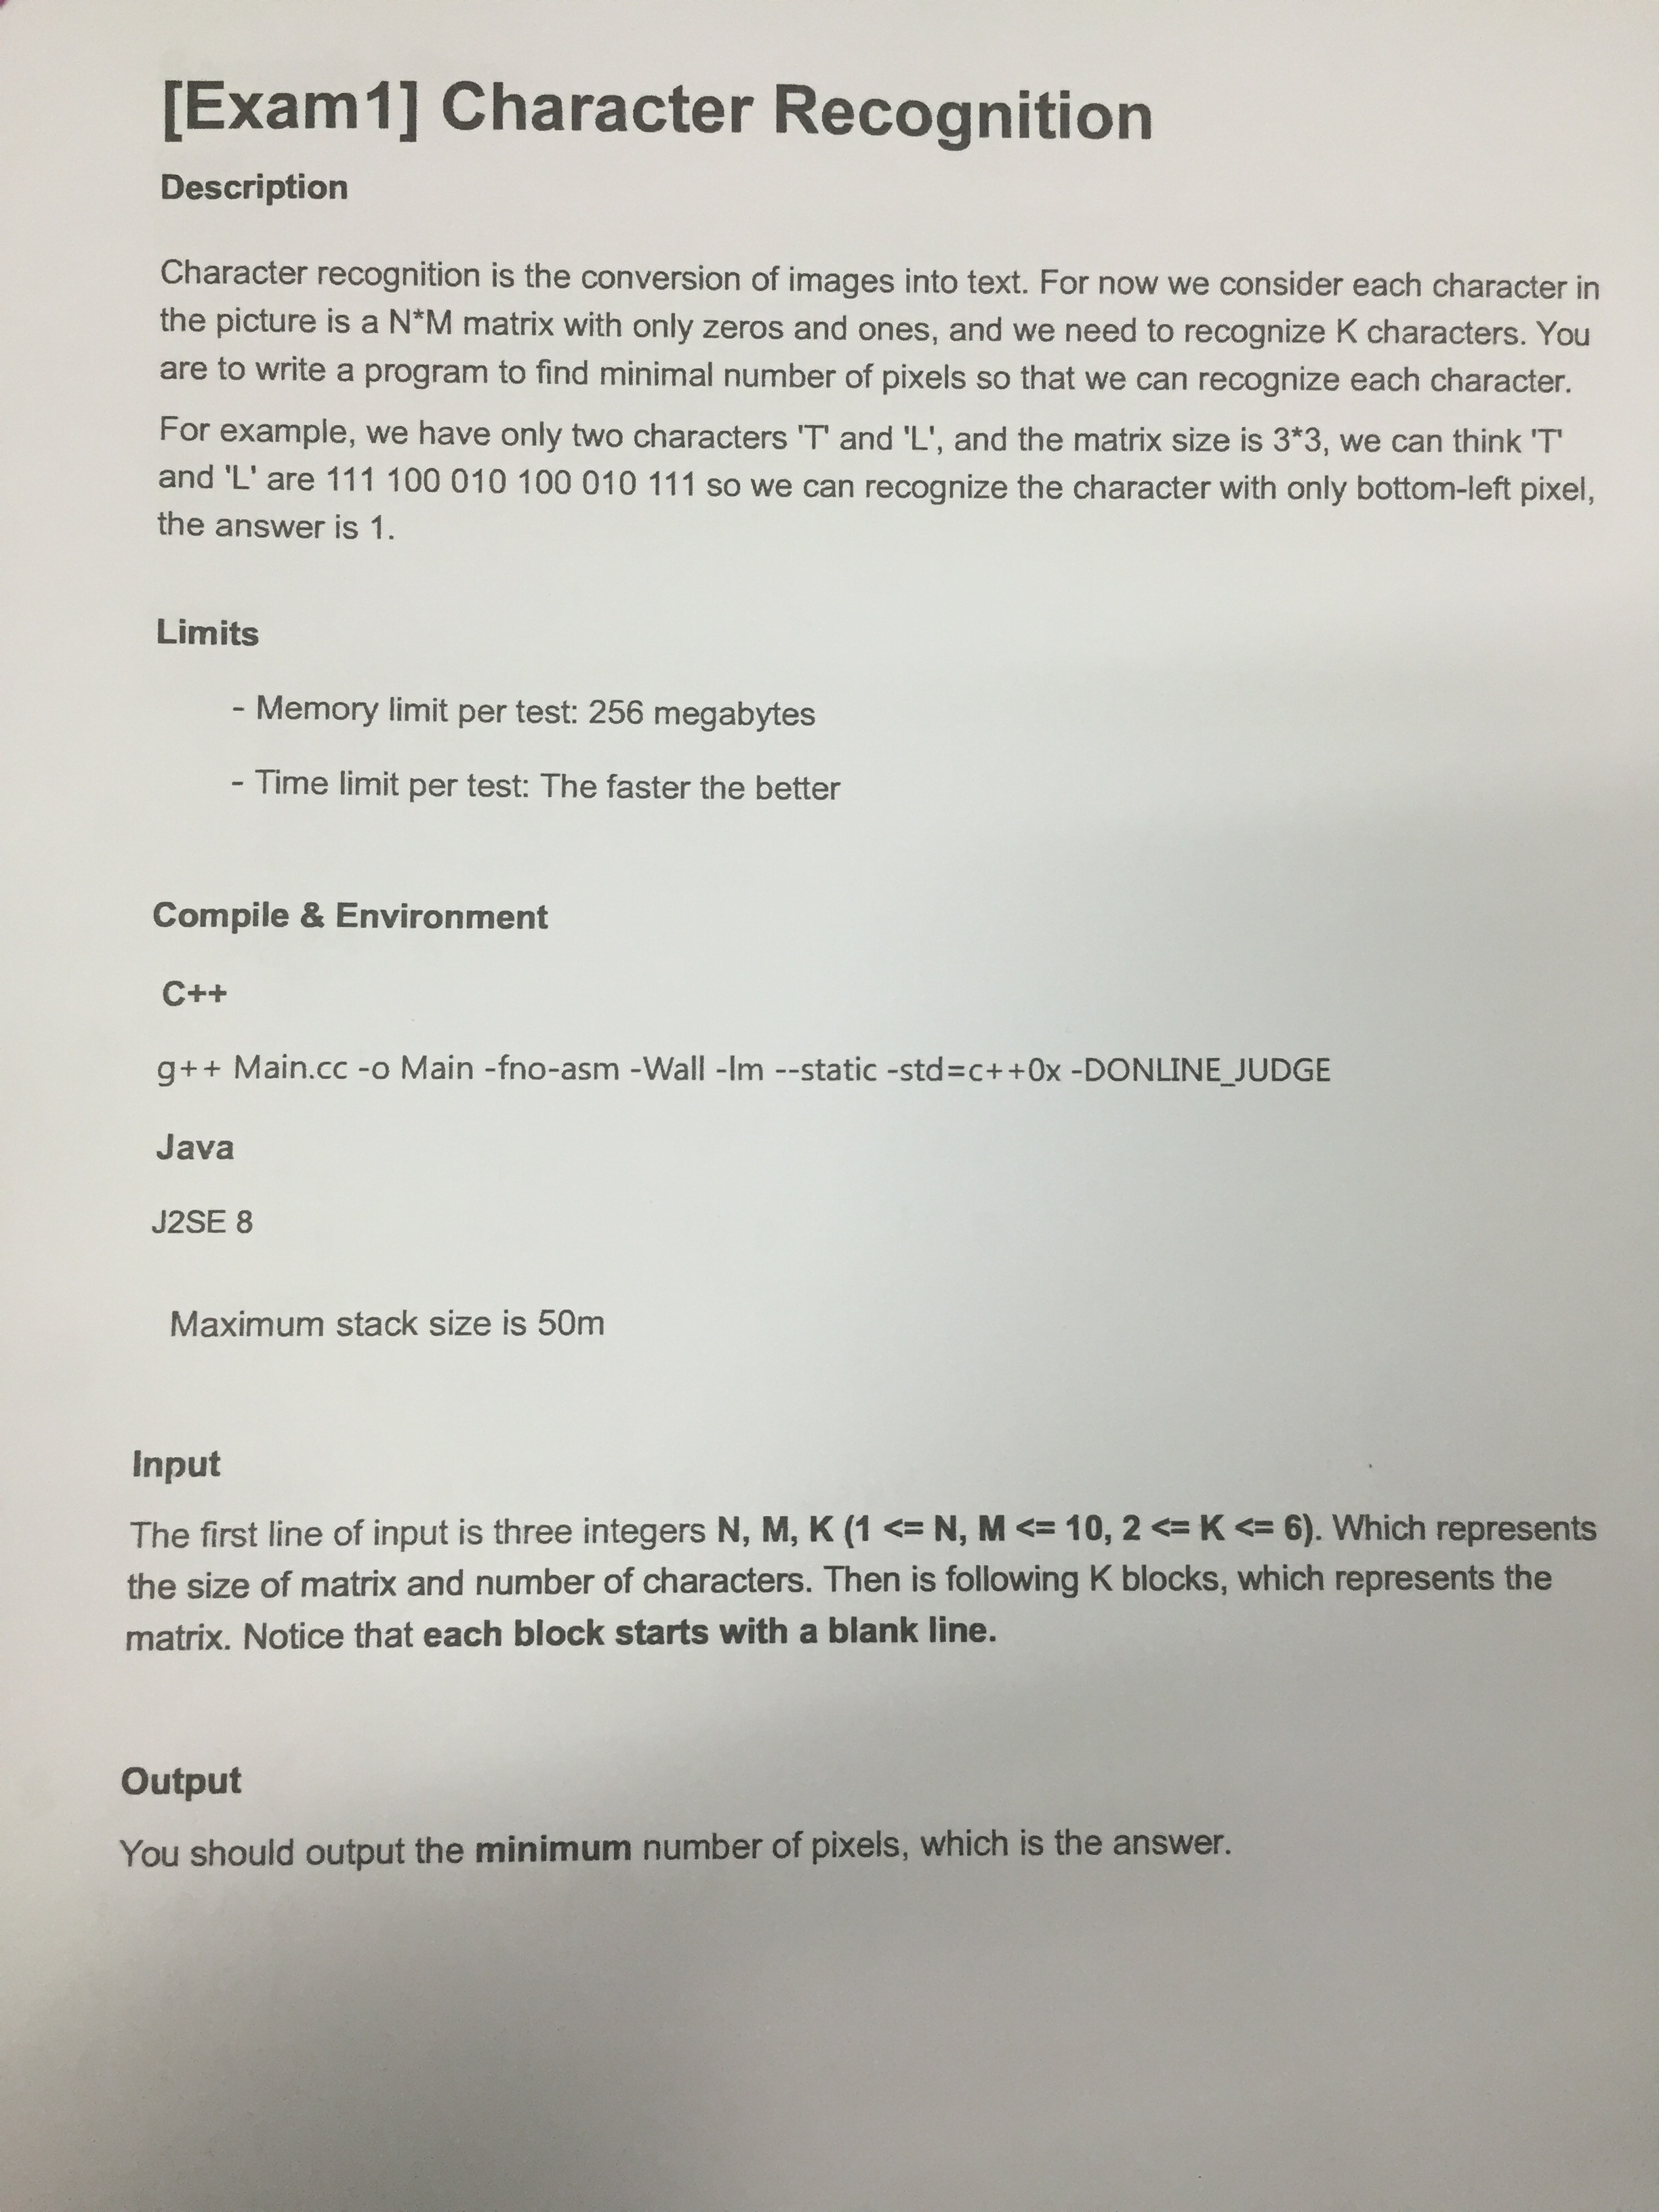 [Exam1] Character Recognition
Description
Character recognition is the conversion of images into text. For now we consider each character in
the picture is a N*M matrix with only zeros and ones, and we need to recognize K characters. You
are to write a program to find minimal number of pixels so that we can recognize each character.
For example, we have only two characters 'T' and 'L', and the matrix size is 3*3, we can think 'T'
and 'L' are 111 100 010 100 010 111 so we can recognize the character with only bottom-left pixel,
the answer is 1.
Limits
- Memory limit per test: 256 megabytes
- Time limit per test: The faster the better
Compile & Environment
C++
g++ Main.cc -o Main -fno-asm -Wall -lm --static -std=c++0x -DONLINE_JUDGE
Java
J2SE 8
Maximum stack size is 50m
Input
The first line of input is three integers N, M, K (1 <= N, M <= 10, 2 <= K <= 6). Which represents
the size of matrix and number of characters. Then is following K blocks, which represents the
matrix. Notice that each block starts with a blank line.
Output
You should output the minimum number of pixels, which is the answer.